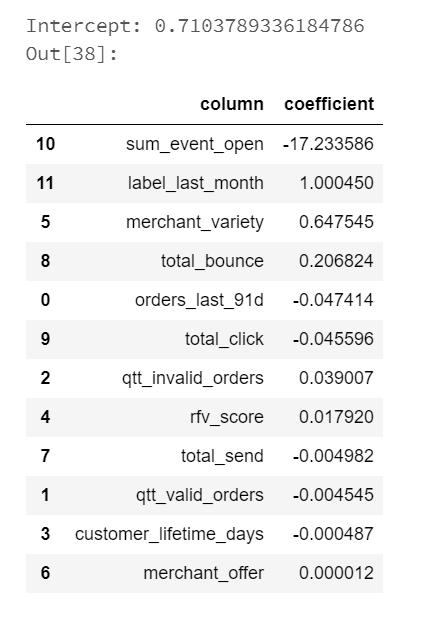 Intercept: 0.7103789336184786
Out[38]:
column coefficient
10 sum_event_open -17.233586
11 label_last_month 1.000450
5 merchant_variety 0.647545
8 total_bounce 0.206824
0 orders_last_91d -0.047414
9 total_click -0.045596
2 qtt_invalid_orders 0.039007
4 rfv_score 0.017920
7 total_send -0.004982
1 qtt_valid_orders -0.004545
3 customer_lifetime_days -0.000487
6 merchant_offer 0.000012